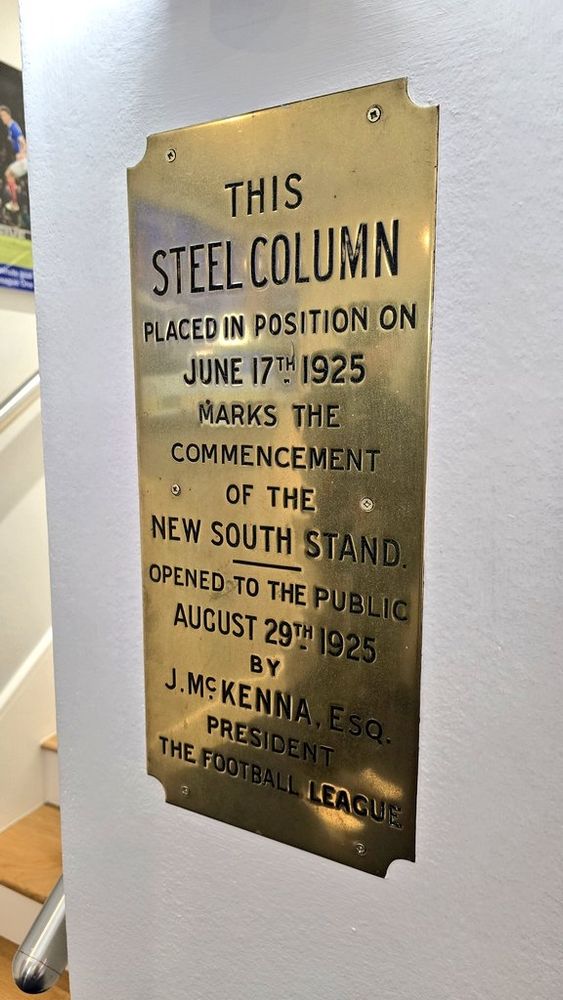 THIS
STEEL COLUMN
PLACED IN POSITION ON
JUNE 17TH 1925
MARKS THE
COMMENCEMENT
OF THE
NEW SOUTH STAND.
OPENED TO THE PUBLIC
AUGUST 29TH 1925
BY
J. McKENNA, ESQ.
PRESIDENT
THE FOOTBALL LEAGUE